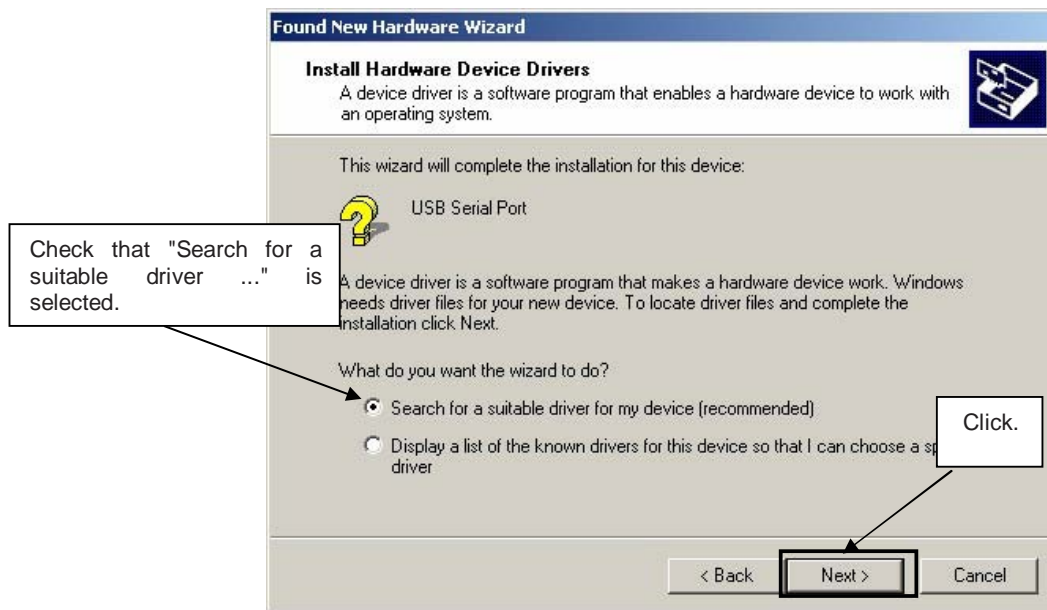 Found New Hardware Wizard
Install Hardware Device Drivers
A device driver is a software program that enables a hardware device to work with
an operating system.
This wizard will complete the installation for this device:
USB Serial Port
Check that "Search for a
suitable driver ..." is
selected.
A device driver is a software program that makes a hardware device work. Windows
needs driver files for your new device. To locate driver files and complete the
installation click Next.
What do you want the wizard to do?
Search for a suitable driver for my device (recommended)
Click.
Display a list of the known drivers for this device so that I can choose a
driver
< Back
Next >
Cancel